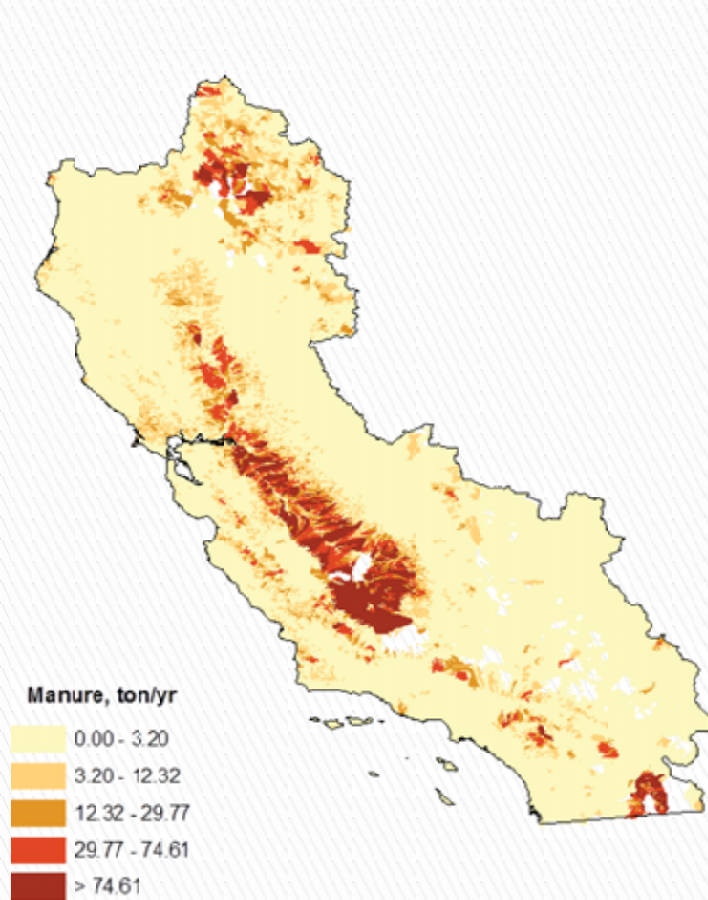 Manure, ton/yr
0.00 - 3.20
3.20 - 12.32
12.32 - 29.77
29.77 - 74.61
> 74.61